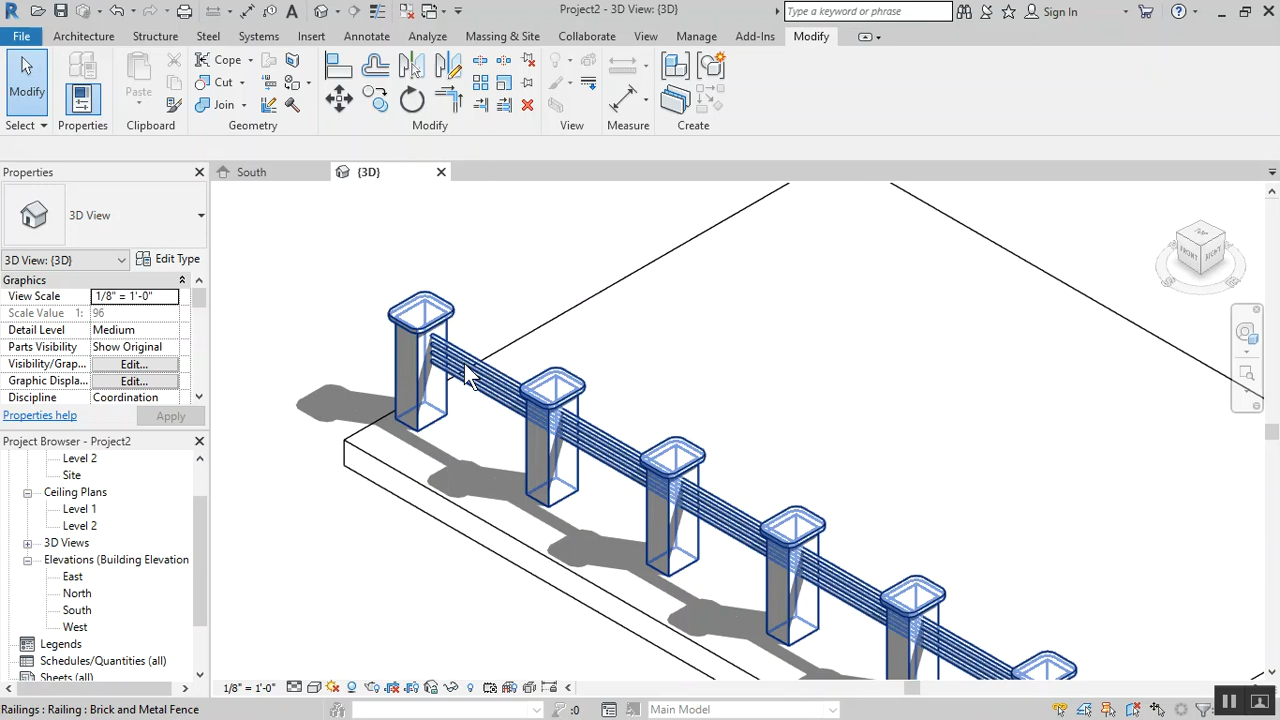 Project2 - 3D View: {3D}
Type a keyword or phrase
Sign In
File
Architecture
Structure
Steel
Systems
Insert
Annotate
Analyze
Massing & Site
Collaborate
View
Manage
Add-Ins
Modify
Modify
Properties
Paste
Cope
Cut
Join
Select
Properties
Clipboard
Geometry
Modify
View
Measure
Create
Properties
South
{3D}
3D View
3D View: {3D}
Edit Type
Graphics
View Scale
1/8" = 1'-0"
Scale Value 1:
96
Detail Level
Medium
Parts Visibility
Show Original
Visibility/Grap...
Edit...
Graphic Displa...
Edit...
Discipline
Coordination
Properties help
Apply
Project Browser - Project2
Level 2
Site
Ceiling Plans
Level 1
Level 2
3D Views
Elevations (Building Elevation
East
North
South
West
Legends
Schedules/Quantities (all)
Sheets (all)
FRONT
RIGHT
1/8" = 1'-0"
Railings : Railing : Brick and Metal Fence
:0
Main Model